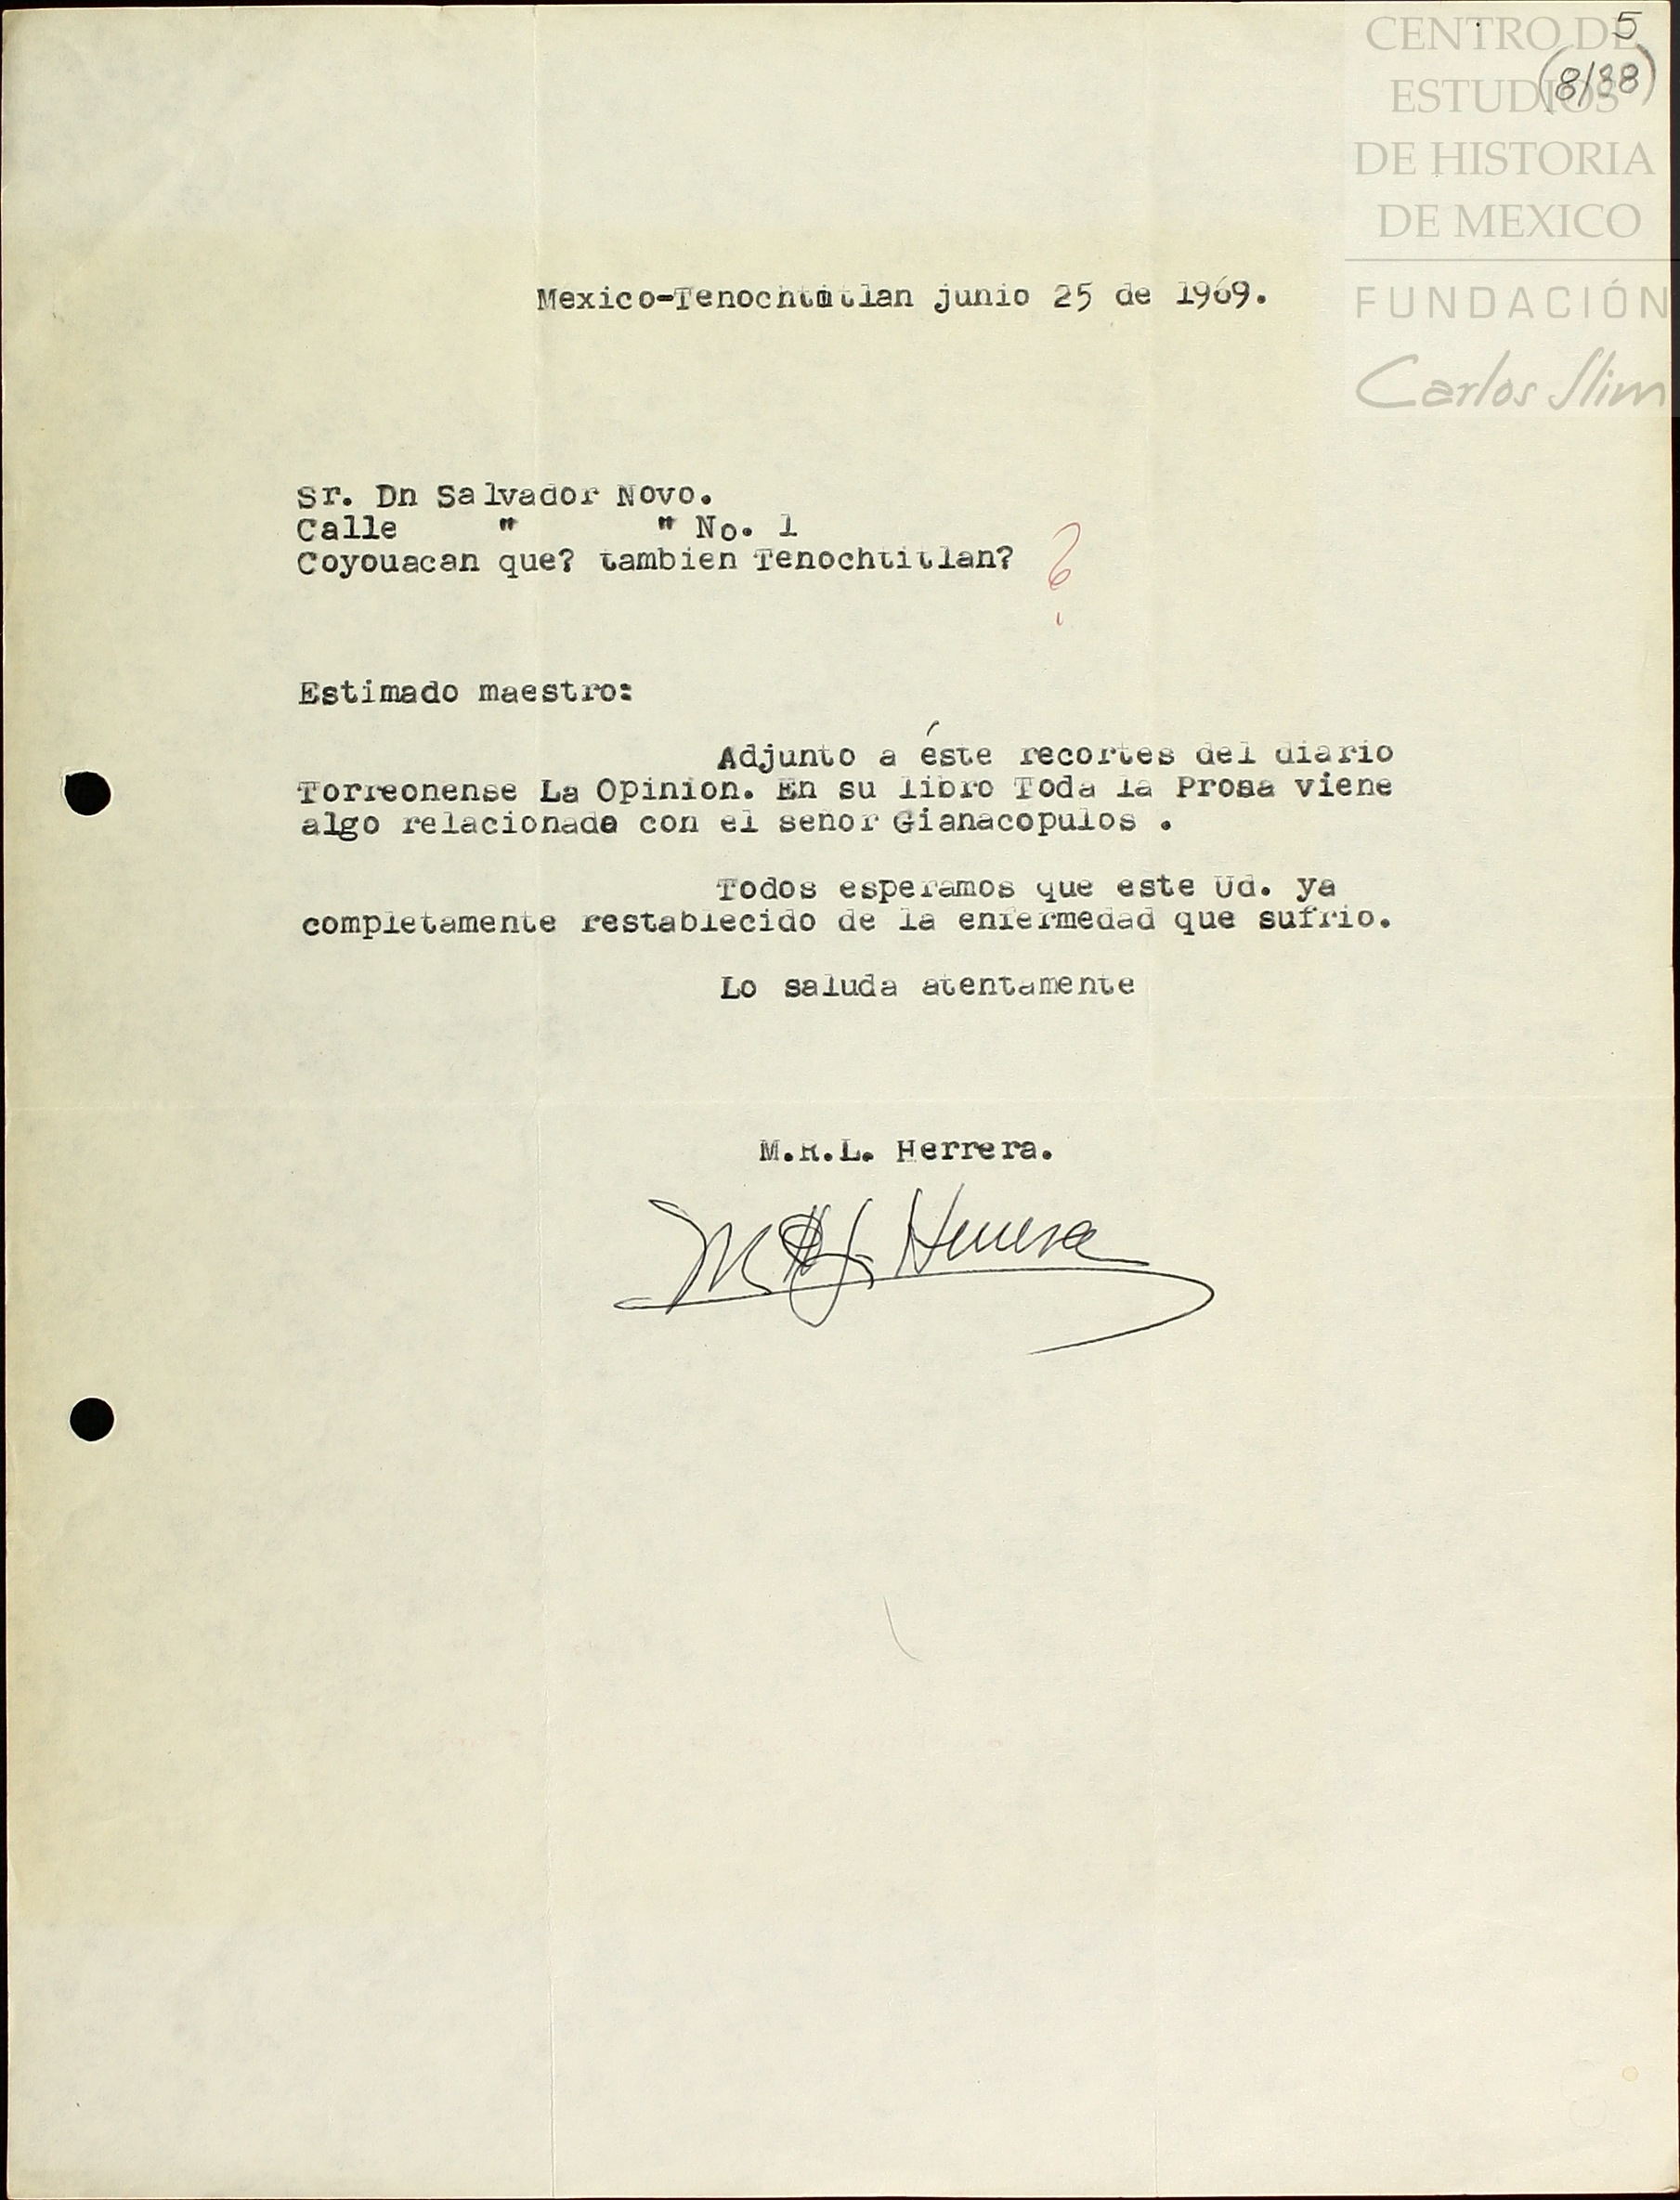 5
(8/38)
CENTRO DE
ESTUDIOS
DE HISTORIA
DE MEXICO
FUNDACIÓN
Carlos Slim
Mexico-Tenochtitlan junio 25 de 1969.
Sr. Dn Salvador Novo.
Calle " " No. 1
Coyouacan que? tambien Tenochtitlan? ?
Estimado maestro:
Adjunto a éste recortes del diario
Torreonense La Opinion. En su libro Toda la Prosa viene
algo relacionado con el señor Gianacopulos .
Todos esperamos que este Ud. ya
completamente restablecido de la enfermedad que sufrio.
Lo saluda atentamente
M.R.L. Herrera.
M R L Herrera